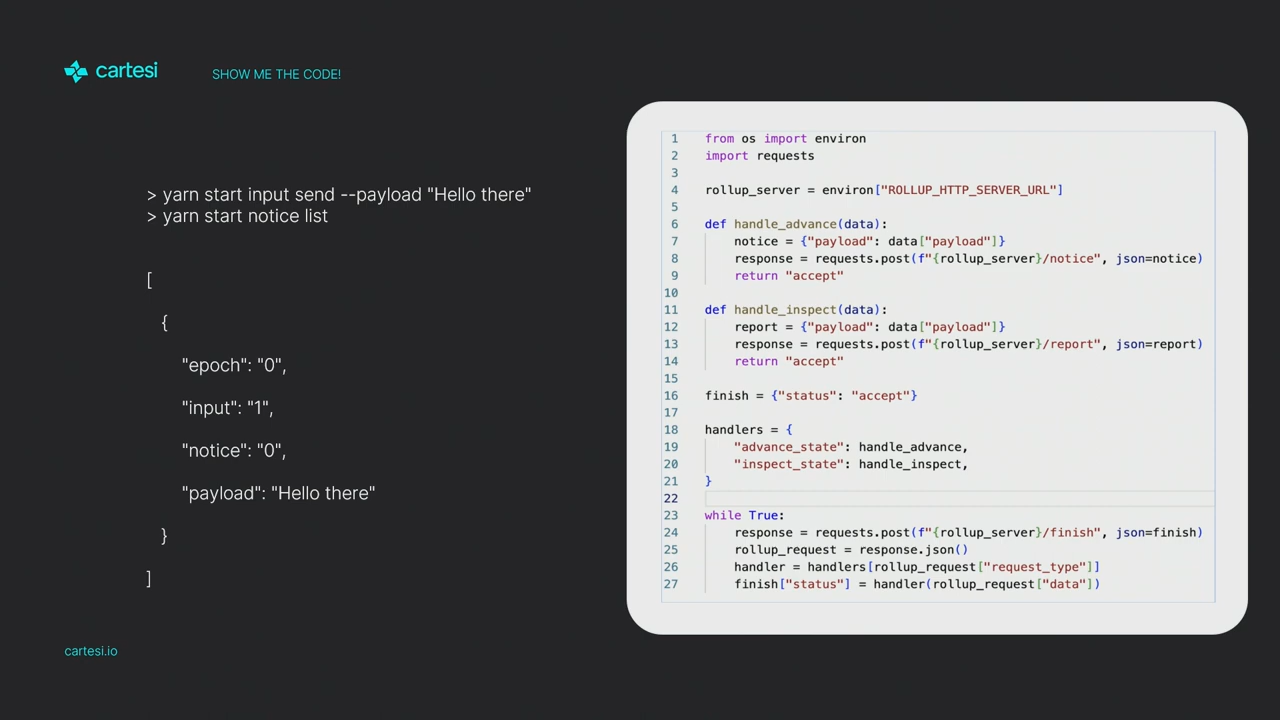 cartesi
SHOW ME THE CODE!
> yarn start input send --payload "Hello there"
> yarn start notice list
[
{
"epoch": "0",
"input": "1",
"notice": "0",
"payload": "Hello there"
}
]
cartesi.io
1 from os import environ
2 import requests
3
4 rollup_server = environ["ROLLUP_HTTP_SERVER_URL"]
5
6 def handle_advance(data):
7     notice = {"payload": data["payload"]}
8     response = requests.post(f"{rollup_server}/notice", json=notice)
9     return "accept"
10
11 def handle_inspect(data):
12     report = {"payload": data["payload"]}
13     response = requests.post(f"{rollup_server}/report", json=report)
14     return "accept"
15
16 finish = {"status": "accept"}
17
18 handlers = {
19     "advance_state": handle_advance,
20     "inspect_state": handle_inspect,
21 }
22
23 while True:
24     response = requests.post(f"{rollup_server}/finish", json=finish)
25     rollup_request = response.json()
26     handler = handlers[rollup_request["request_type"]]
27     finish["status"] = handler(rollup_request["data"])